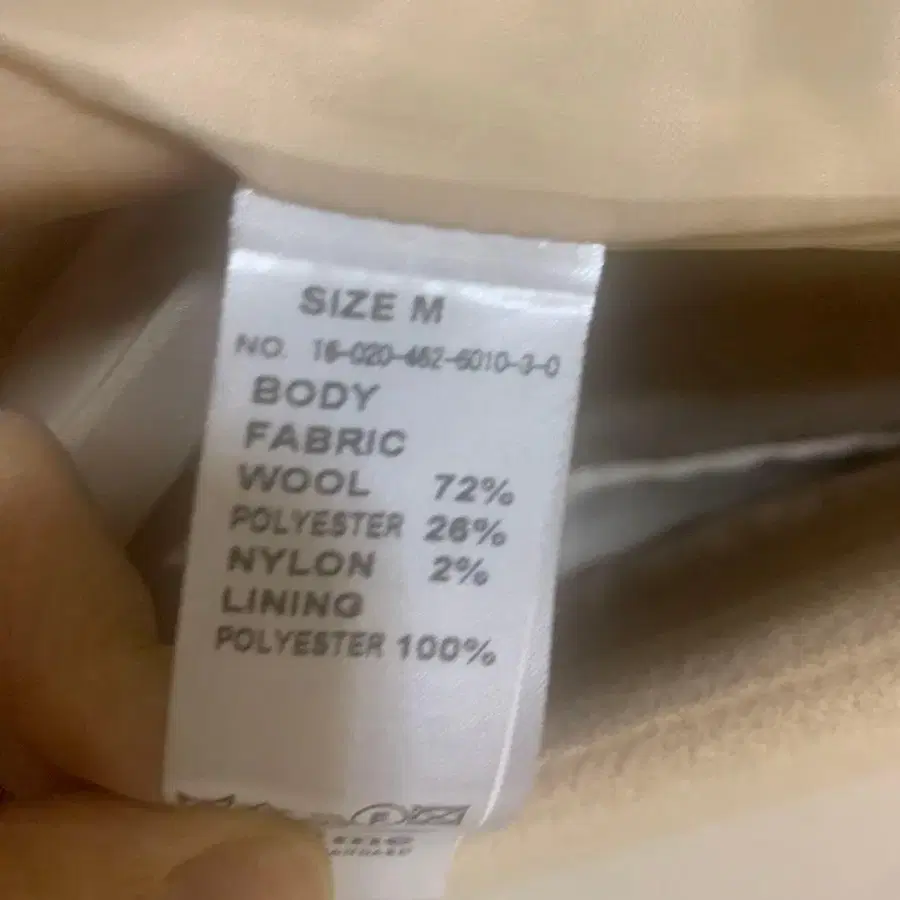 SIZE M
NO. 16-020-462-6010-3-0
BODY
FABRIC
WOOL 72%
POLYESTER 26%
NYLON 2%
LINING
POLYESTER 100%
F